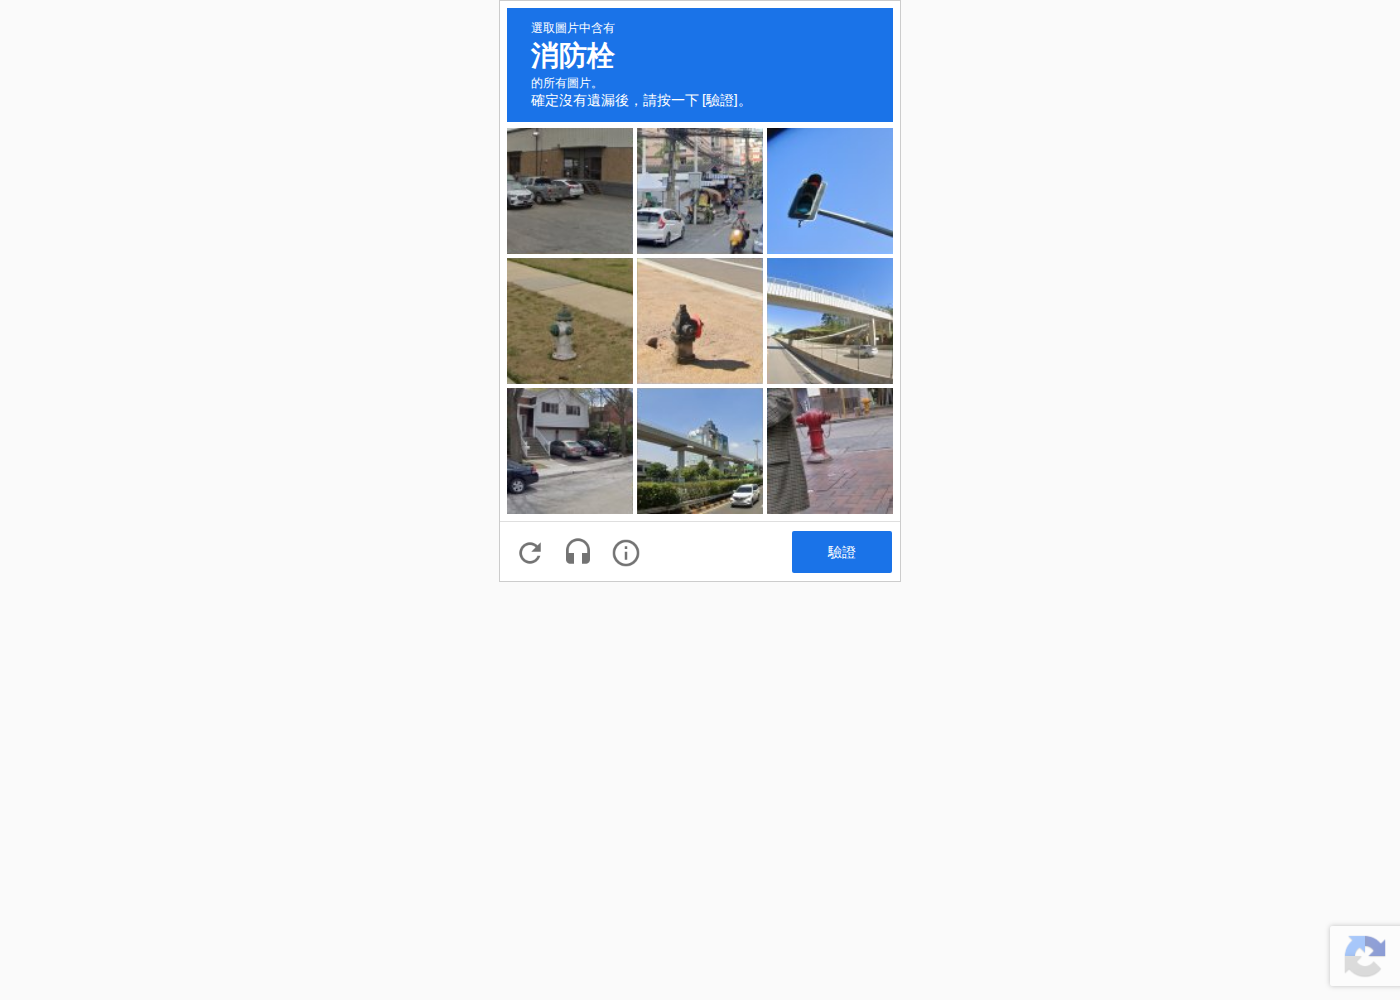 選取圖片中含有
消防栓
的所有圖片。
確定沒有遺漏後，請按一下 [驗證]。
驗證